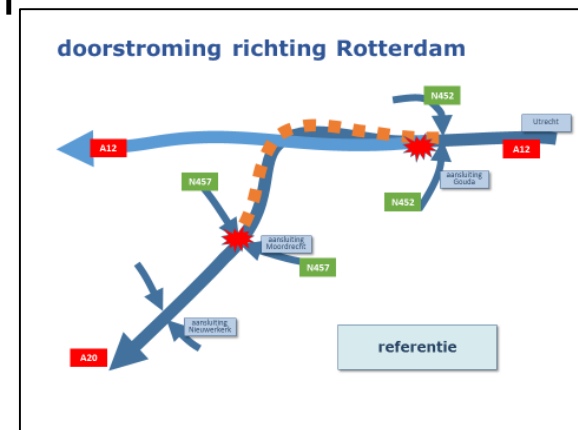 doorstroming richting Rotterdam
N452
Utrecht
A12
A12
aansluiting
Gouda
N457
N452
aansluiting
Moordrecht
N457
aansluiting
Nieuwerkerk
A20
referentie